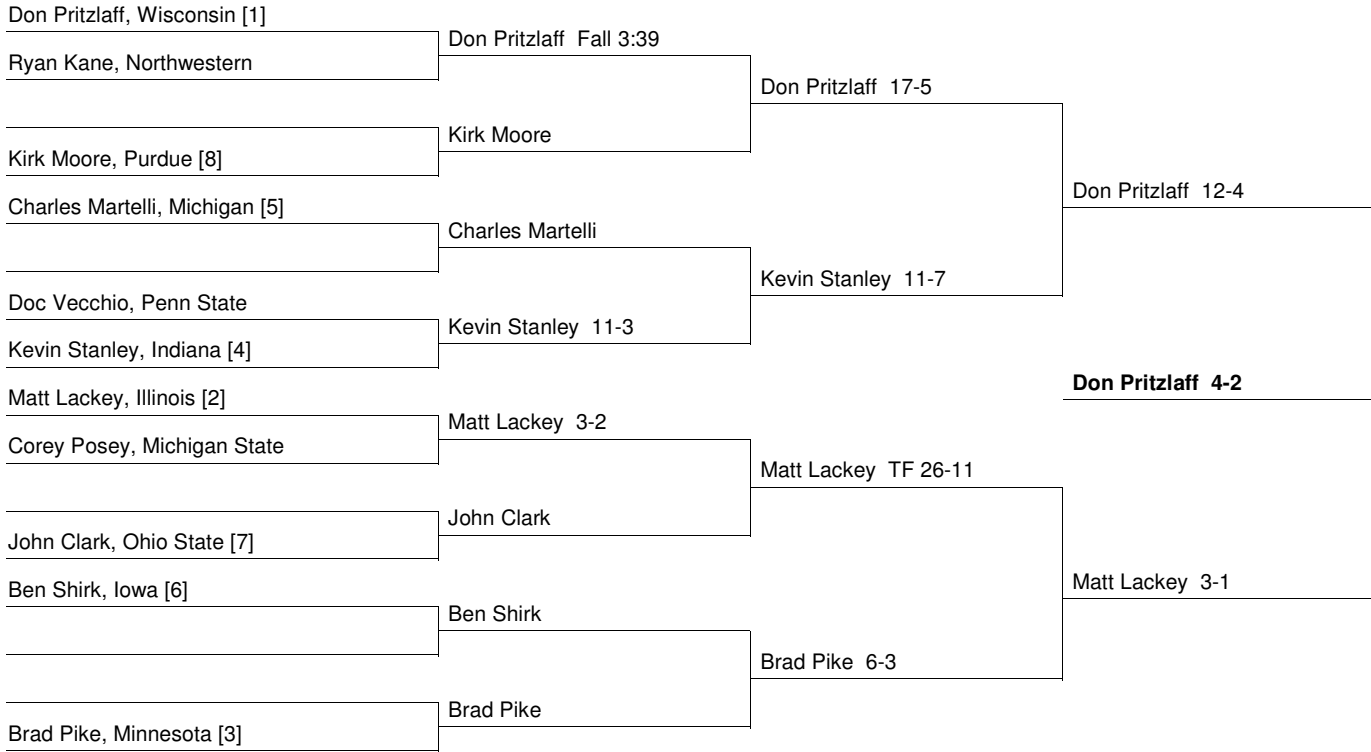 Don Pritzlaff, Wisconsin [1]
Ryan Kane, Northwestern
Kirk Moore, Purdue [8]
Charles Martelli, Michigan [5]
Doc Vecchio, Penn State
Kevin Stanley, Indiana [4]
Matt Lackey, Illinois [2]
Corey Posey, Michigan State
John Clark, Ohio State [7]
Ben Shirk, Iowa [6]
Brad Pike, Minnesota [3]
Don Pritzlaff Fall 3:39
Kirk Moore
Charles Martelli
Kevin Stanley 11-3
Matt Lackey 3-2
John Clark
Ben Shirk
Brad Pike
Don Pritzlaff 17-5
Kevin Stanley 11-7
Matt Lackey TF 26-11
Brad Pike 6-3
Don Pritzlaff 12-4
Matt Lackey 3-1
Don Pritzlaff 4-2